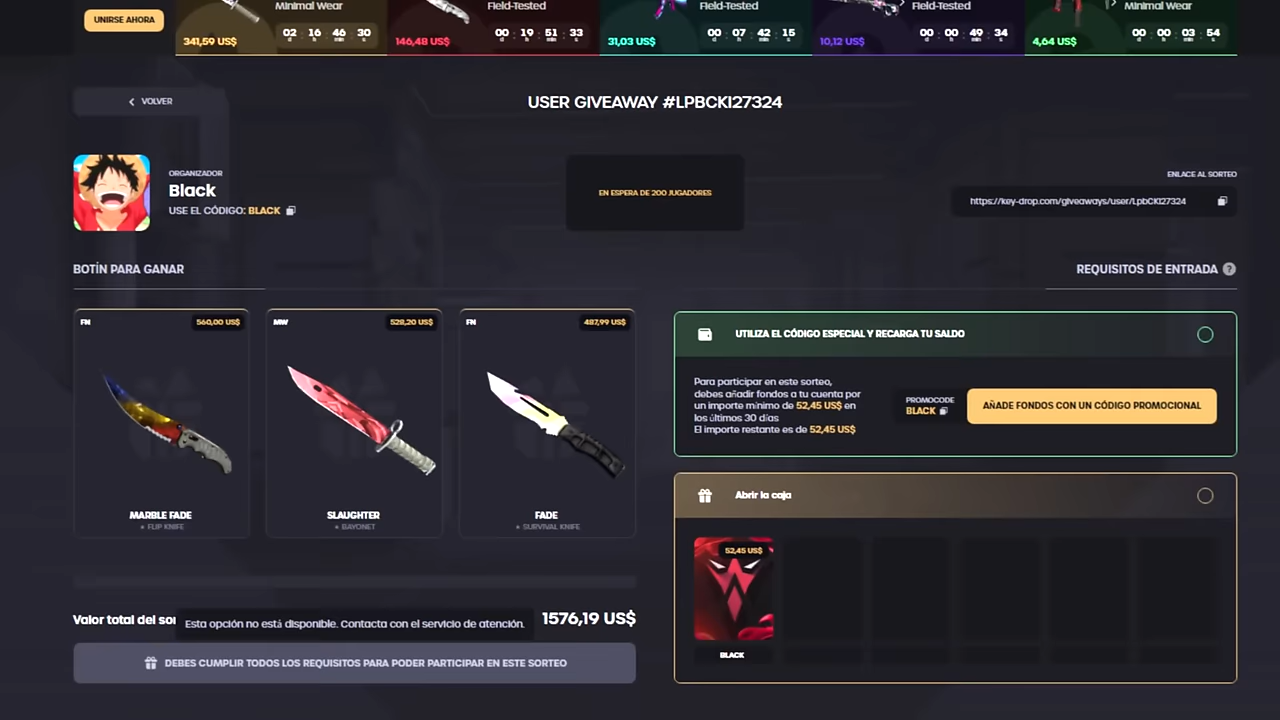 UNIRSE AHORA
Minimal Wear
341,59 US$
02 : 16 : 46 : 30
d h min s
Field-Tested
146,48 US$
00 : 19 : 51 : 33
d h min s
Field-Tested
31,03 US$
00 : 07 : 42 : 15
d h min s
Field-Tested
10,12 US$
00 : 00 : 49 : 34
d h min s
Minimal Wear
4,64 US$
00 : 00 : 03 : 54
d h min s
VOLVER
USER GIVEAWAY #LPBCKI27324
ORGANIZADOR
Black
USE EL CÓDIGO: BLACK
EN ESPERA DE 200 JUGADORES
ENLACE AL SORTEO
https://key-drop.com/giveaways/user/LpbCKI27324
BOTÍN PARA GANAR
REQUISITOS DE ENTRADA ?
FN 560,00 US$
MARBLE FADE
★ FLIP KNIFE
MW 528,20 US$
SLAUGHTER
★ BAYONET
FN 487,99 US$
FADE
★ SURVIVAL KNIFE
UTILIZA EL CÓDIGO ESPECIAL Y RECARGA TU SALDO
Para participar en este sorteo,
debes añadir fondos a tu cuenta por
un importe mínimo de 52,45 US$ en
los últimos 30 días
El importe restante es de 52,45 US$
PROMOCODE
BLACK
AÑADE FONDOS CON UN CÓDIGO PROMOCIONAL
Abrir la caja
52,45 US$
BLACK
Valor total del sor
Esta opción no está disponible. Contacta con el servicio de atención.
1576,19 US$
DEBES CUMPLIR TODOS LOS REQUISITOS PARA PODER PARTICIPAR EN ESTE SORTEO